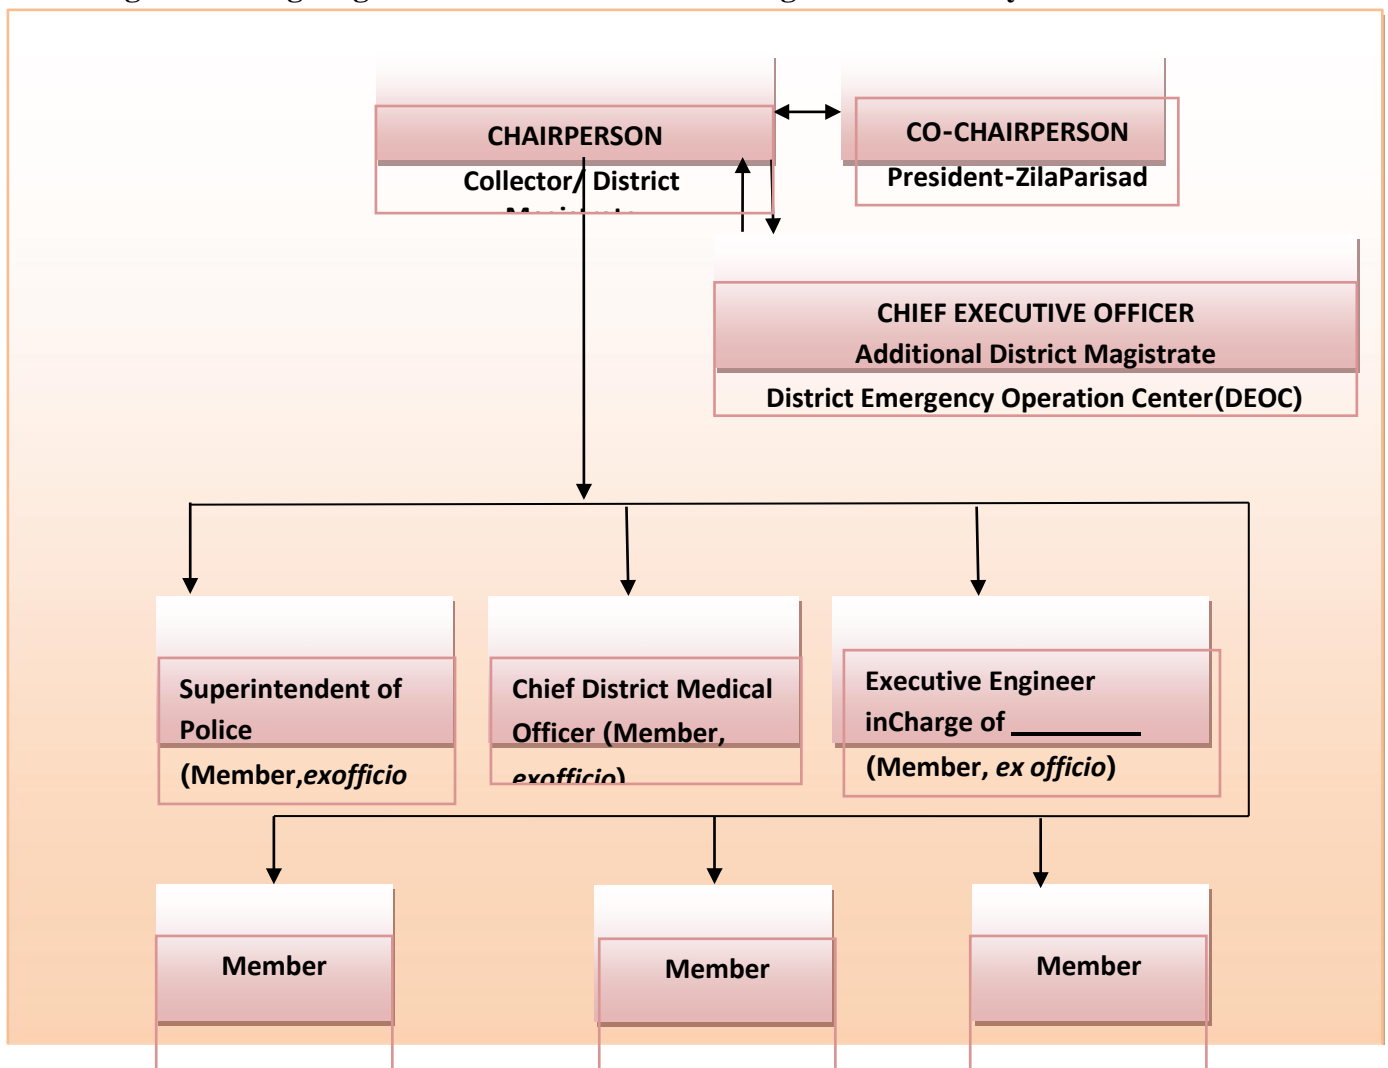 CHAIRPERSON
Collector/ District
CO-CHAIRPERSON
President-ZilaParisad
CHIEF EXECUTIVE OFFICER
Additional District Magistrate
District Emergency Operation Center(DEOC)
Superintendent of
Police
(Member,exofficio
Chief District Medical
Officer (Member,
exofficio)
Executive Engineer
inCharge of __________
(Member, ex officio)
Member
Member
Member